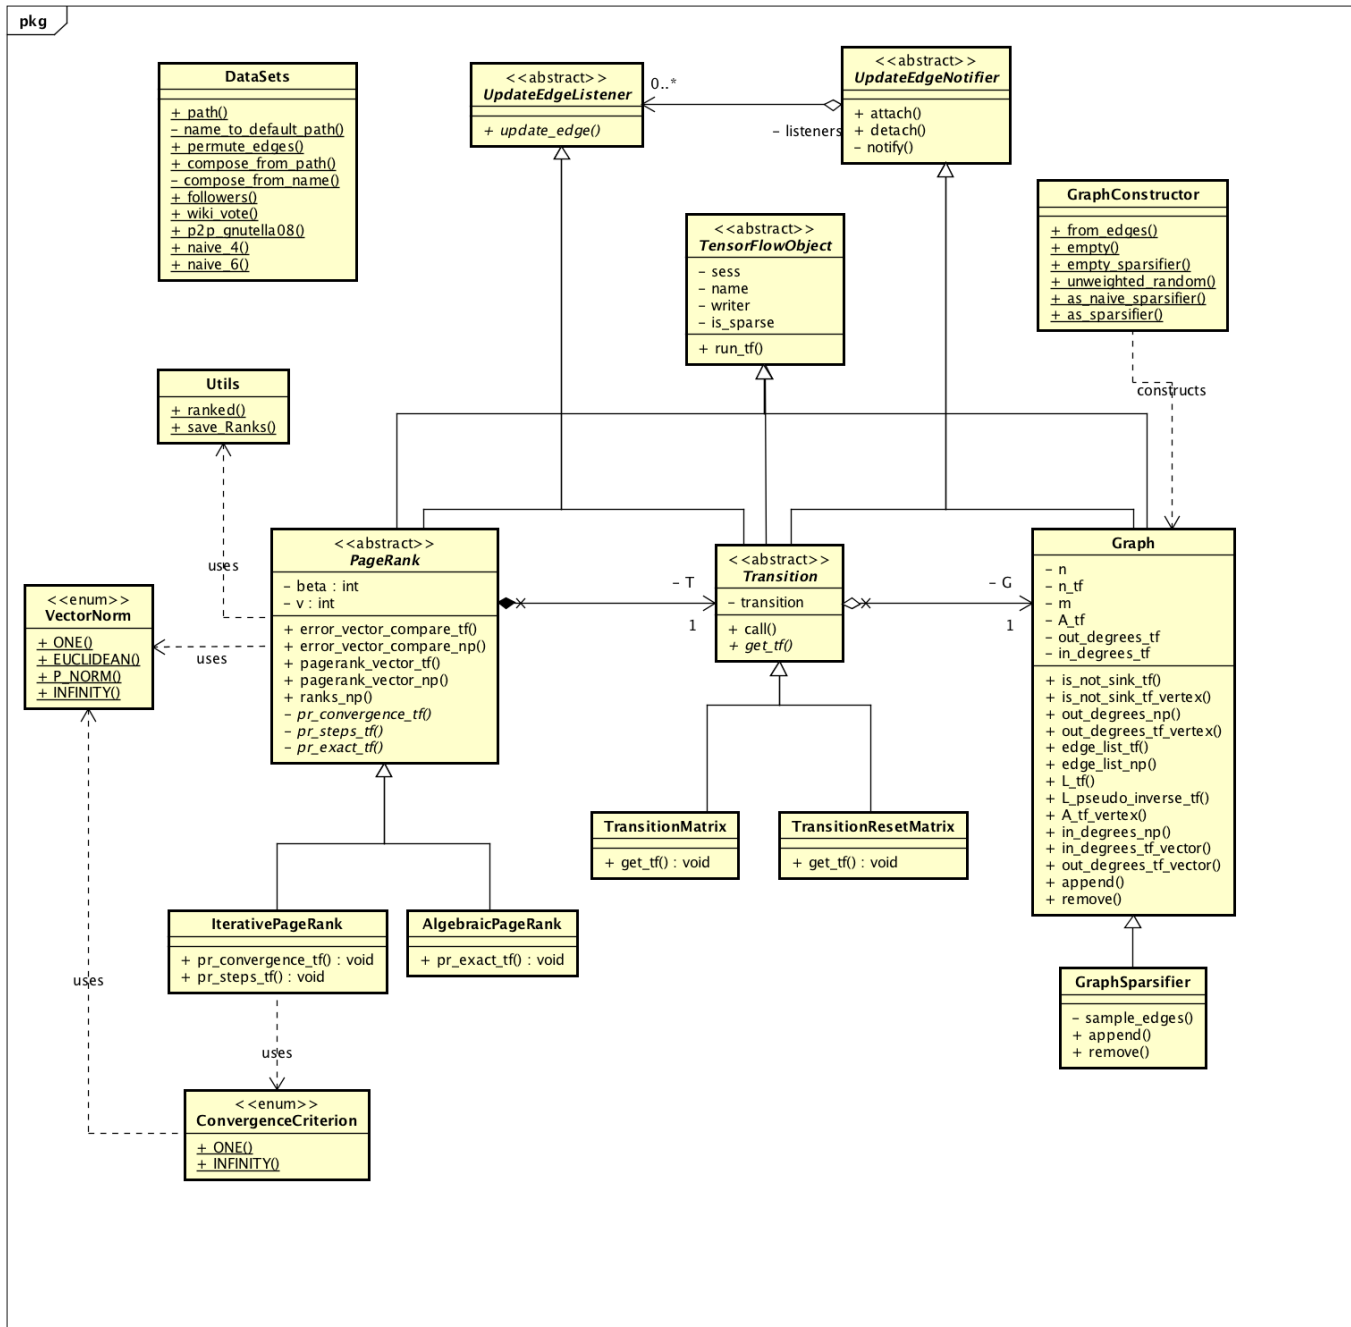 pkg
DataSets
+ path()
- name_to_default_path()
+ permute_edges()
+ compose_from_path()
- compose_from_name()
+ followers()
+ wiki_vote()
+ p2p_gnutella08()
+ naive_4()
+ naive_6()
<<abstract>>
UpdateEdgeListener
+ update_edge()
0..*
- listeners
<<abstract>>
UpdateEdgeNotifier
+ attach()
+ detach()
- notify()
<<abstract>>
TensorFlowObject
- sess
- name
- writer
- is_sparse
+ run_tf()
GraphConstructor
+ from_edges()
+ empty()
+ empty_sparsifier()
+ unweighted_random()
+ as_naive_sparsifier()
+ as_sparsifier()
constructs
Utils
+ ranked()
+ save_Ranks()
uses
<<enum>>
VectorNorm
+ ONE()
+ EUCLIDEAN()
+ P_NORM()
+ INFINITY()
uses
<<abstract>>
PageRank
- beta : int
- v : int
+ error_vector_compare_tf()
+ error_vector_compare_np()
+ pagerank_vector_tf()
+ pagerank_vector_np()
+ ranks_np()
- pr_convergence_tf()
- pr_steps_tf()
- pr_exact_tf()
- T
1
<<abstract>>
Transition
- transition
+ call()
+ get_tf()
- G
1
Graph
- n
- n_tf
- m
- A_tf
- out_degrees_tf
- in_degrees_tf
+ is_not_sink_tf()
+ is_not_sink_tf_vertex()
+ out_degrees_np()
+ out_degrees_tf_vertex()
+ edge_list_tf()
+ edge_list_np()
+ L_tf()
+ L_pseudo_inverse_tf()
+ A_tf_vertex()
+ in_degrees_np()
+ in_degrees_tf_vector()
+ out_degrees_tf_vector()
+ append()
+ remove()
TransitionMatrix
+ get_tf() : void
TransitionResetMatrix
+ get_tf() : void
IterativePageRank
+ pr_convergence_tf() : void
+ pr_steps_tf() : void
AlgebraicPageRank
+ pr_exact_tf() : void
GraphSparsifier
- sample_edges()
+ append()
+ remove()
uses
uses
<<enum>>
ConvergenceCriterion
+ ONE()
+ INFINITY()